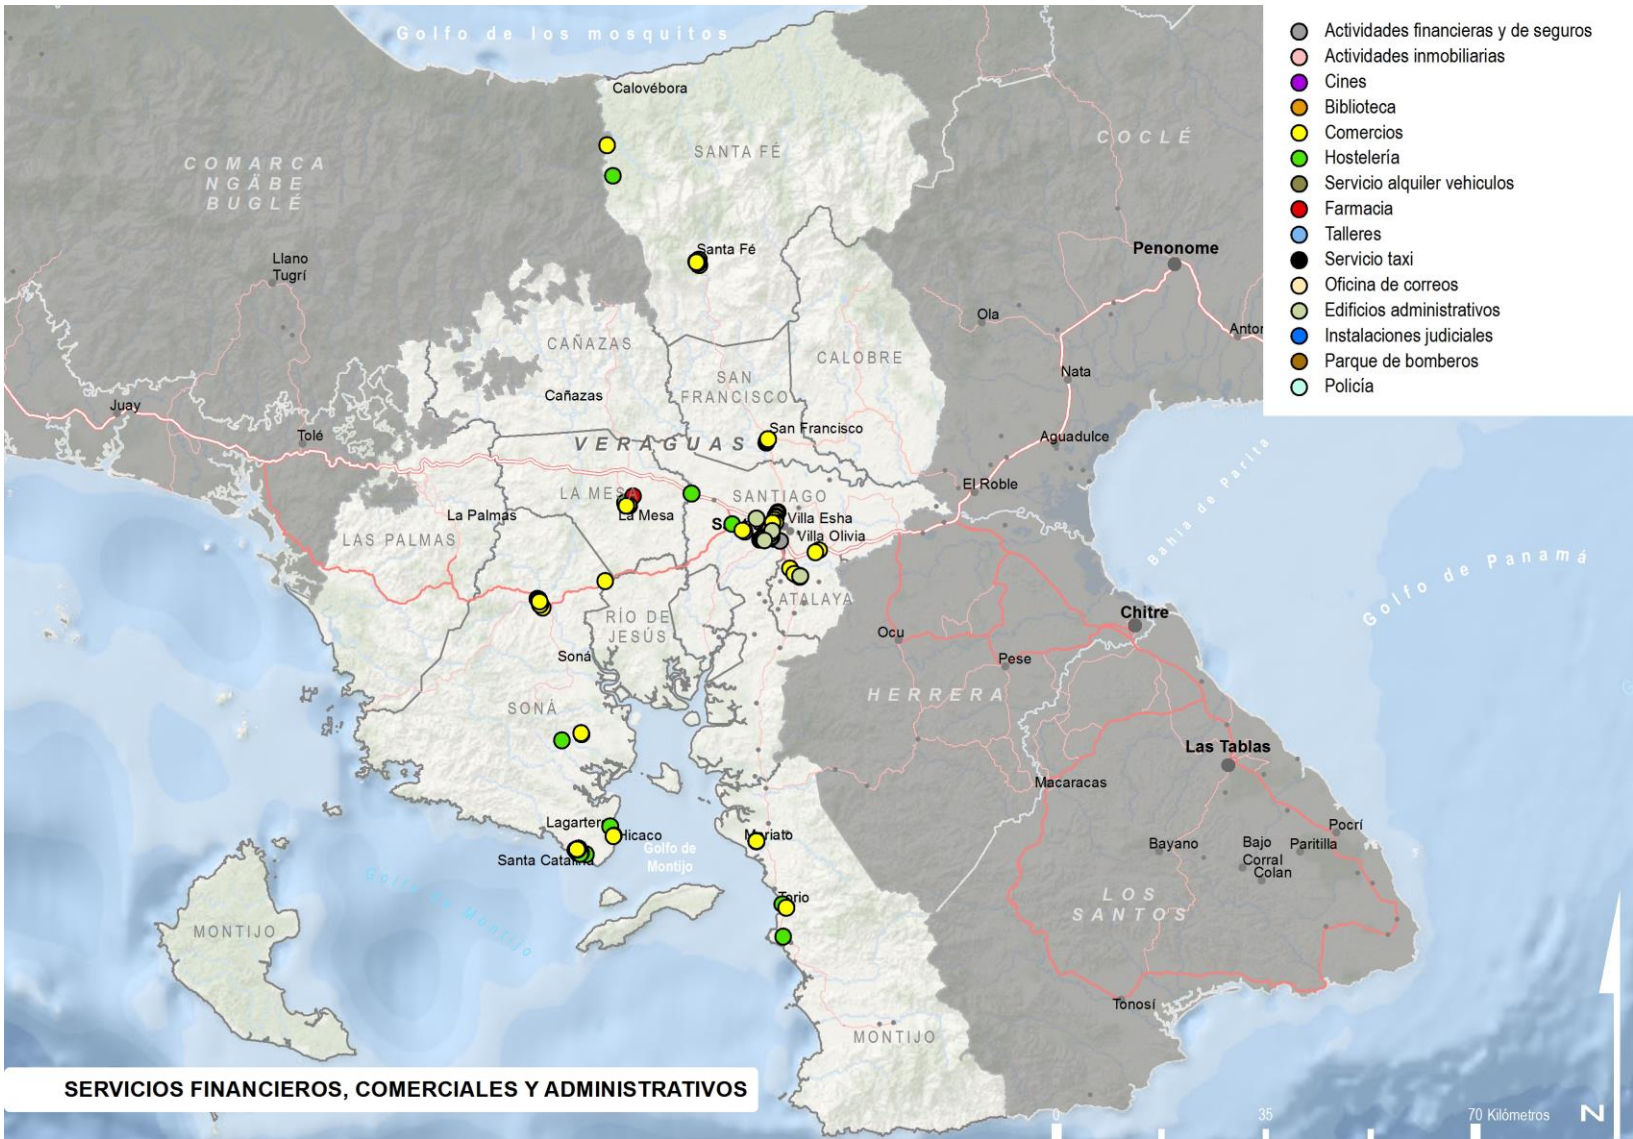 Golfo de los mosquitos
Calovébora
COMARCA
NGÄBE
BUGLÉ
SANTA FÉ
COCLÉ
Santa Fé
Llano
Tugrí
Penonome
Ola
Anton
CAÑAZAS
CALOBRE
SAN
FRANCISCO
Nata
Cañazas
Juay
Tolé
San Francisco
VERAGUAS
Aguadulce
Bahia de Parita
El Roble
LA MESA
SANTIAGO
La Palmas
La Mesa
Villa Esha
Villa Olivia
LAS PALMAS
Golfo de Panamá
ATALAYA
RÍO DE
JESÚS
Chitre
Ocu
Soná
Pese
HERRERA
SONÁ
Las Tablas
Macaracas
Lagartero
Hicaco
Mariato
Pocrí
Bayano
Bajo
Corral
Colan
Paritilla
Santa Catalina
Golfo de
Montijo
Golfo de Montijo
Torio
LOS
SANTOS
MONTIJO
Tonosí
MONTIJO
Actividades financieras y de seguros
Actividades inmobiliarias
Cines
Biblioteca
Comercios
Hostelería
Servicio alquiler vehiculos
Farmacia
Talleres
Servicio taxi
Oficina de correos
Edificios administrativos
Instalaciones judiciales
Parque de bomberos
Policía
SERVICIOS FINANCIEROS, COMERCIALES Y ADMINISTRATIVOS
0 35 70 Kilómetros
N